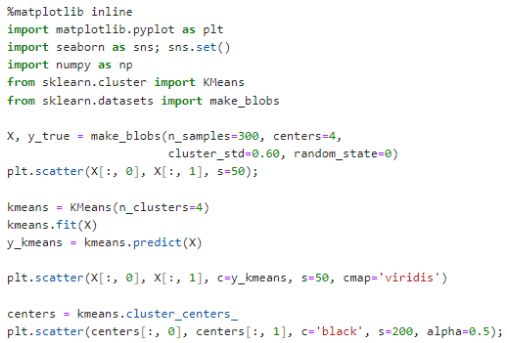 %matplotlib inline
import matplotlib.pyplot as plt
import seaborn as sns; sns.set()
import numpy as np
from sklearn.cluster import KMeans
from sklearn.datasets import make_blobs
X, y_true = make_blobs(n_samples=300, centers=4,
cluster_std=0.60, random_state=0)
plt.scatter(X[:, 0], X[:, 1], s=50);
kmeans = KMeans(n_clusters=4)
kmeans.fit(X)
y_kmeans = kmeans.predict(X)
plt.scatter(X[:, 0], X[:, 1], c=y_kmeans, s=50, cmap='viridis')
centers = kmeans.cluster_centers_
plt.scatter(centers[:, 0], centers[:, 1], c='black', s=200, alpha=0.5);